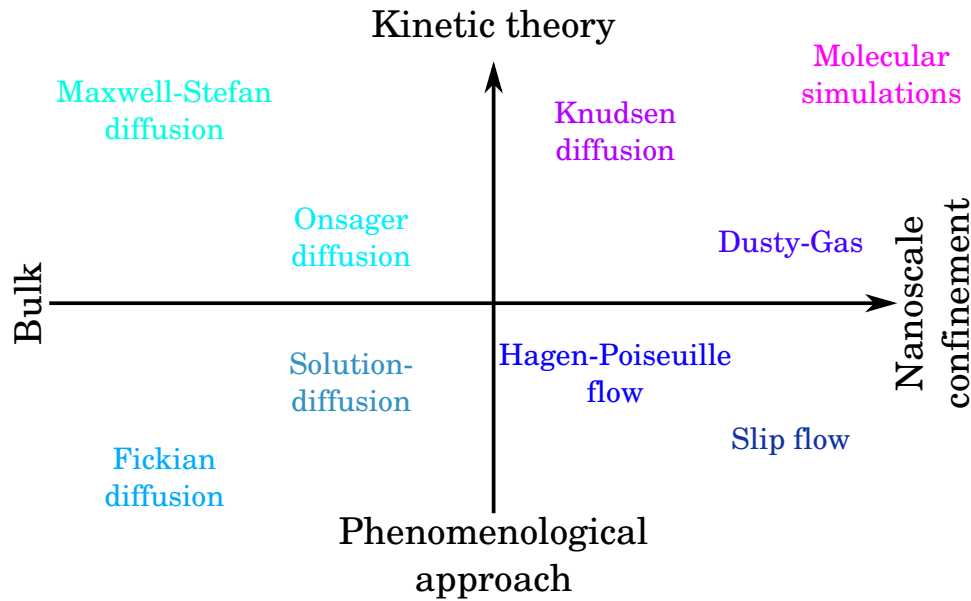 Kinetic theory
Molecular
simulations
Maxwell-Stefan
diffusion
Knudsen
diffusion
Onsager
diffusion
Dusty-Gas
Bulk
Nanoscale
confinement
Solution-
diffusion
Hagen-Poiseuille
flow
Slip flow
Fickian
diffusion
Phenomenological
approach